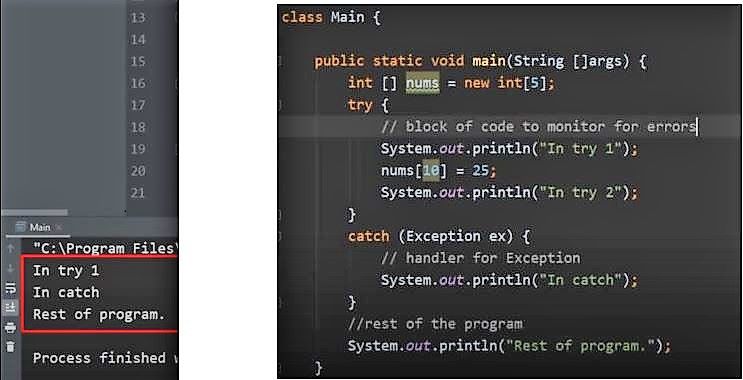 13
14
15
16
17
18
19
20
21
Main
"C:\Program Files\
In try 1
In catch
Rest of program.
Process finished
class Main {
public static void main(String []args) {
int [] nums = new int[5];
try {
// block of code to monitor for errors
System.out.println("In try 1");
nums[10] = 25;
System.out.println("In try 2");
}
catch (Exception ex) {
// handler for Exception
System.out.println("In catch");
}
//rest of the program
System.out.println("Rest of program.");
}